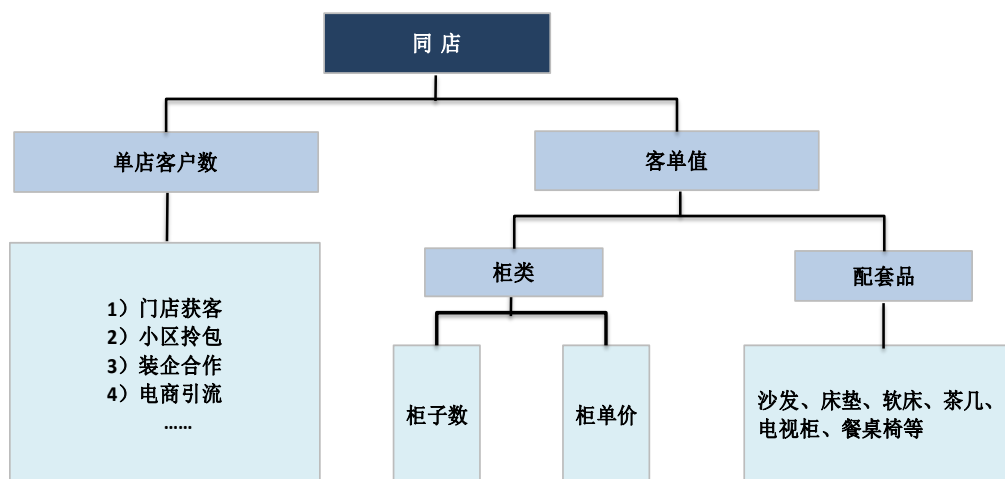 同 店
单店客户数
客单值
柜类
配套品
1）门店获客
2）小区拎包
3）装企合作
4）电商引流
......
柜子数
柜单价
沙发、床垫、软床、茶几、
电视柜、餐桌椅等